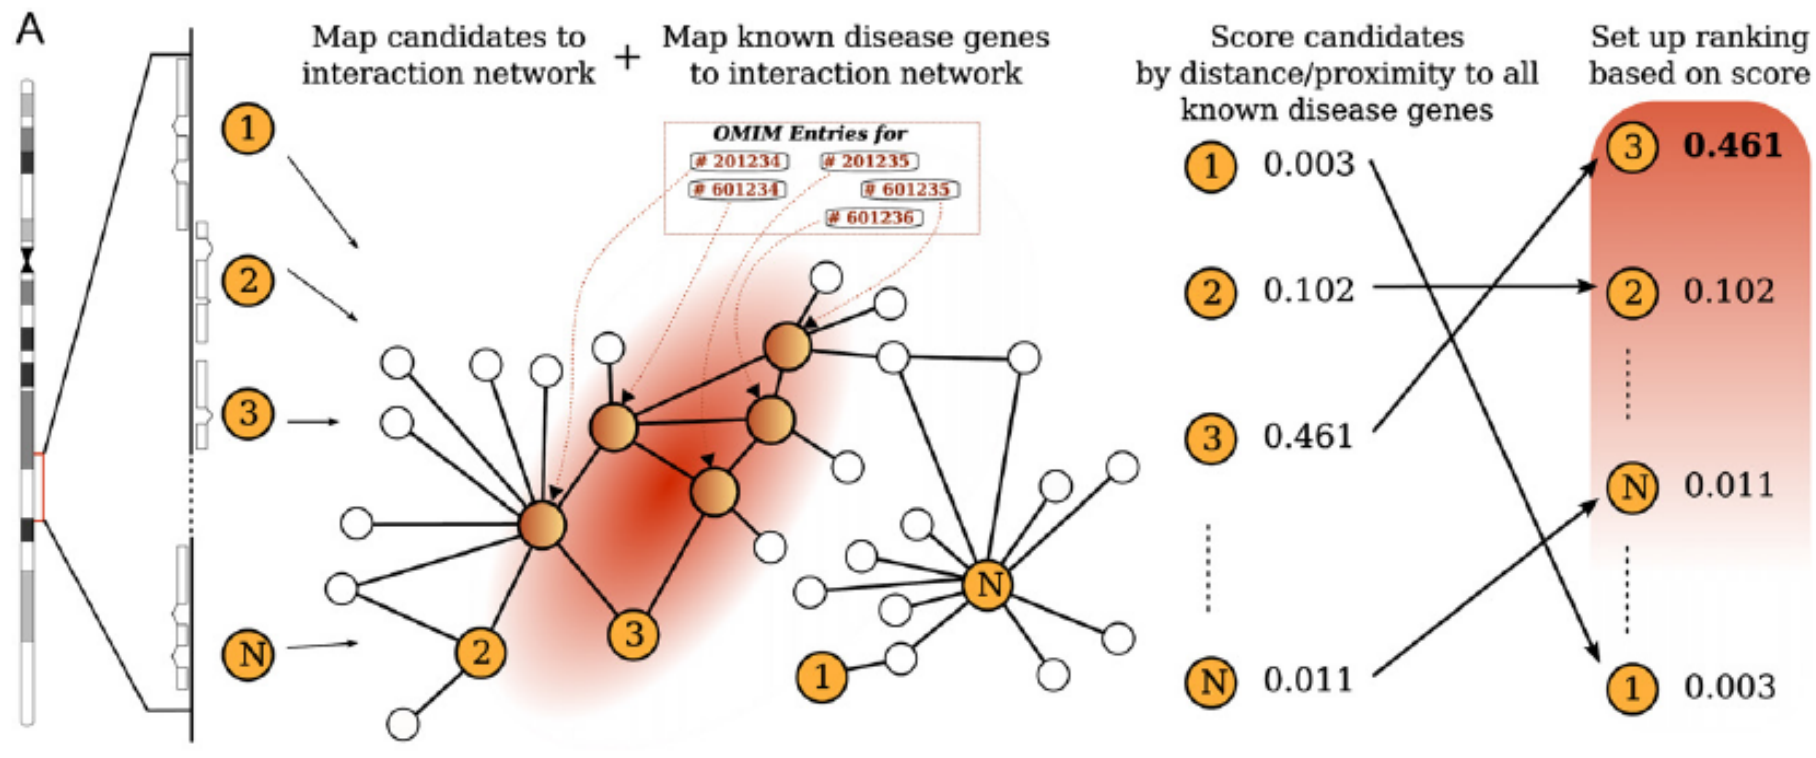 A
Map candidates to
interaction network
+
Map known disease genes
to interaction network
OMIM Entries for
# 201234
# 201235
# 601234
# 601235
# 601236
1
2
3
N
2
3
1
N
Score candidates
by distance/proximity to all
known disease genes
1 0.003
2 0.102
3 0.461
N 0.011
Set up ranking
based on score
3 0.461
2 0.102
N 0.011
1 0.003